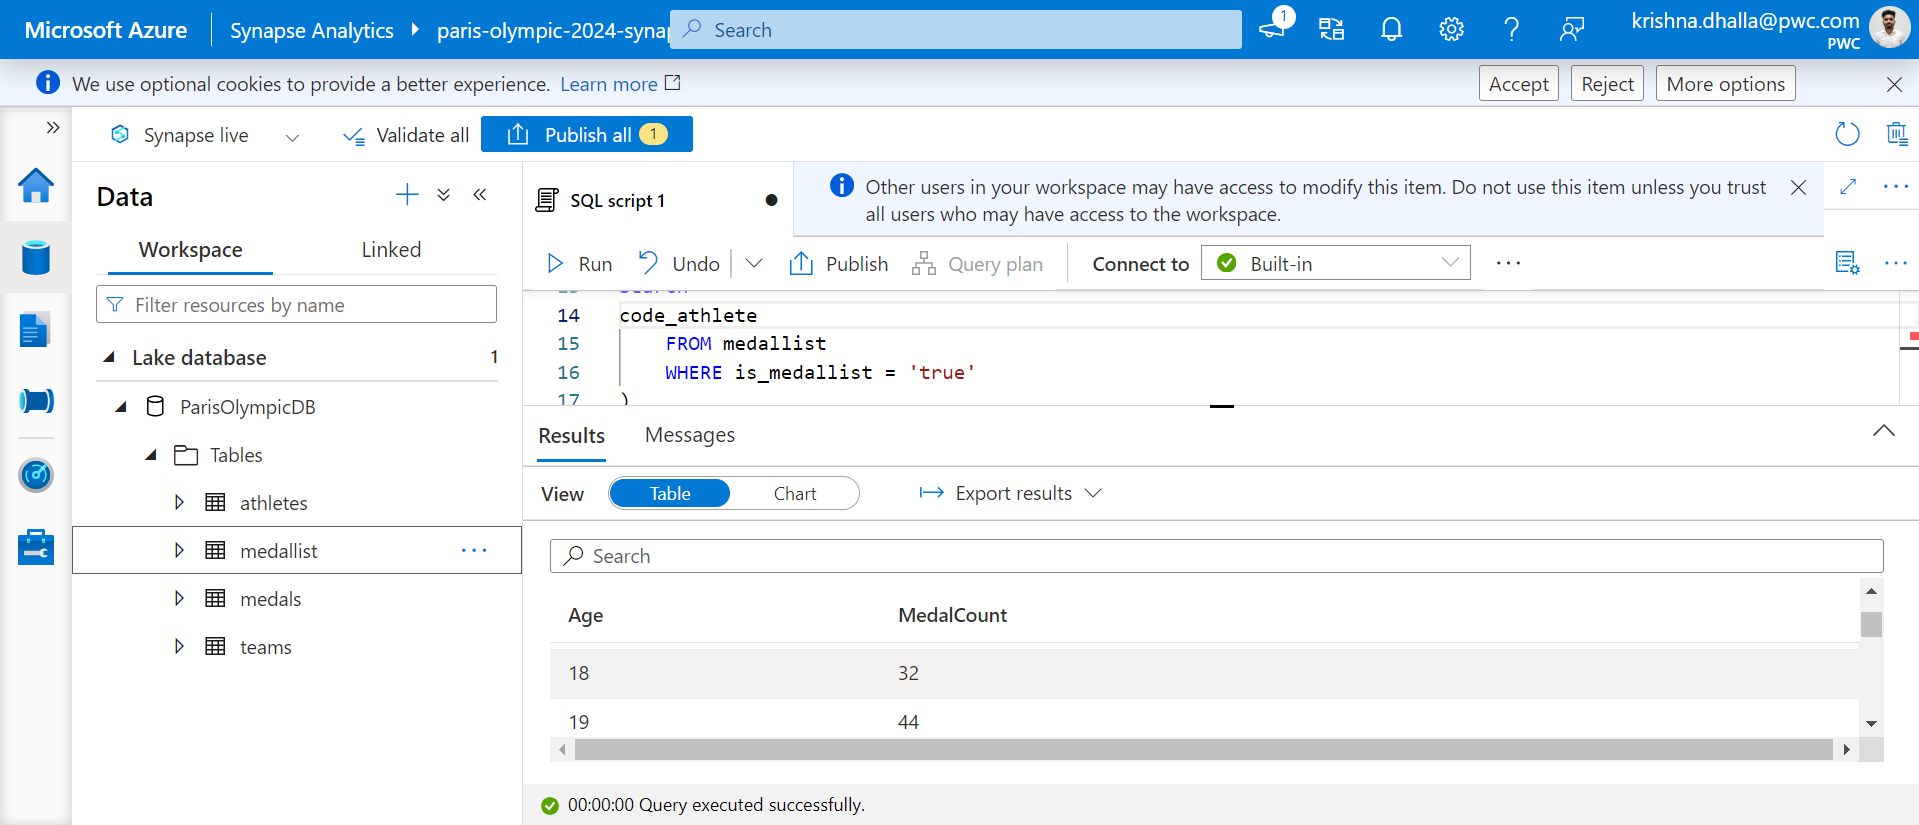 Microsoft Azure
Synapse Analytics
paris-olympic-2024-synap
Search
1
krishna.dhalla@pwc.com
PWC
We use optional cookies to provide a better experience. Learn more
Accept
Reject
More options
Synapse live
Validate all
Publish all 1
Data
Workspace
Linked
Filter resources by name
Lake database 1
ParisOlympicDB
Tables
athletes
medallist
medals
teams
SQL script 1
Other users in your workspace may have access to modify this item. Do not use this item unless you trust
all users who may have access to the workspace.
Run
Undo
Publish
Query plan
Connect to
Built-in
14 code_athlete
15 FROM medallist
16 WHERE is_medallist = 'true'
17 )
Results
Messages
View
Table
Chart
Export results
Search
Age MedalCount
18 32
19 44
00:00:00 Query executed successfully.